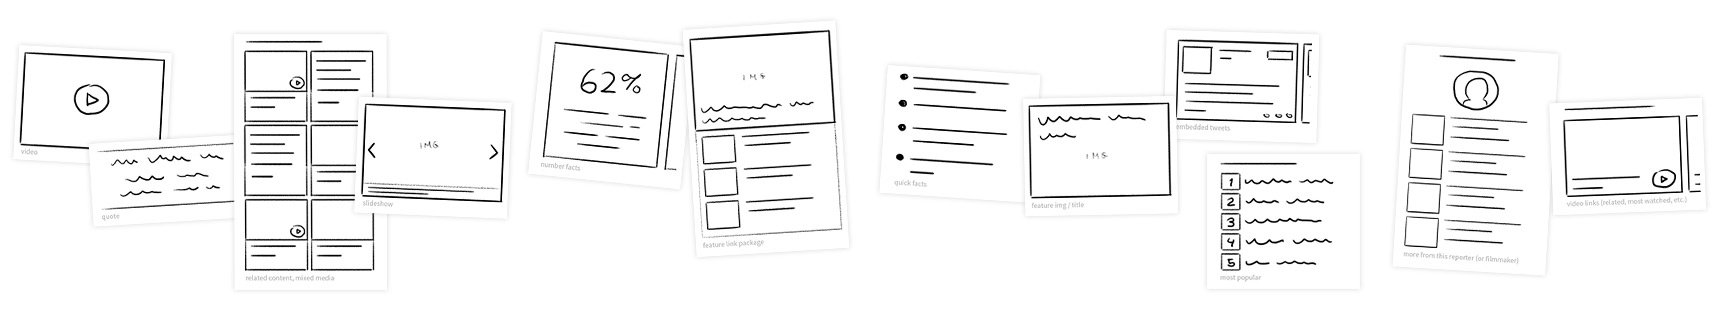 video
quote
related content, mixed media
IMG
slideshow
62%
number facts
IMG
feature link package
quick facts
IMG
feature img / title
embedded tweets
1
2
3
4
5
most popular
more from this reporter (or filmmaker)
video links (related, most watched, etc.)